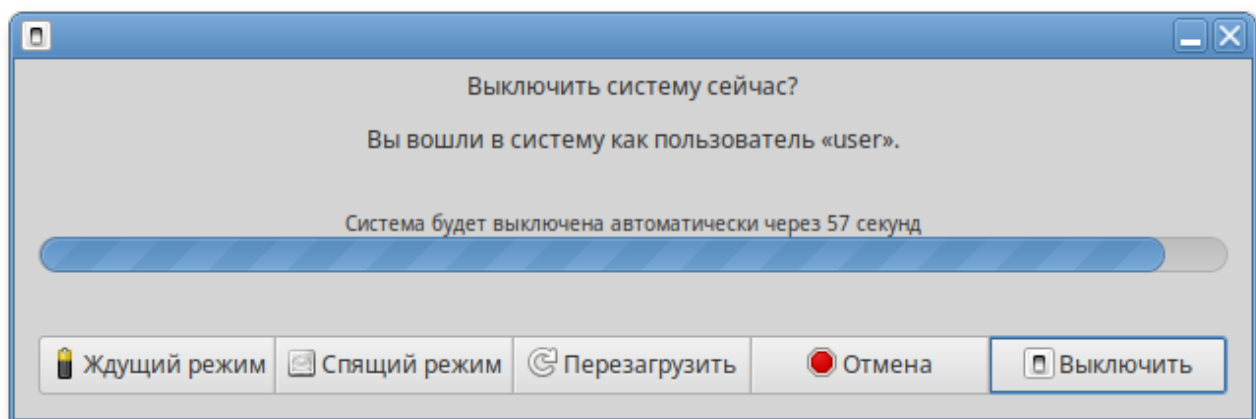 Выключить систему сейчас?
Вы вошли в систему как пользователь «user».
Система будет выключена автоматически через 57 секунд
Ждущий режим Спящий режим Перезагрузить Отмена Выключить